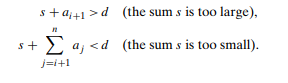 s + a_{i+1} > d (the sum s is too large),
s + \sum_{j=i+1}^{n} a_j < d (the sum s is too small).